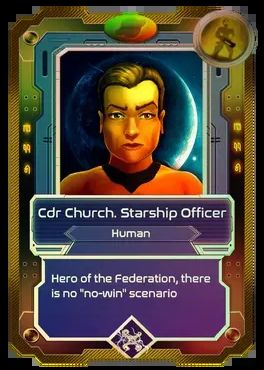 Cdr Church. Starship Officer
Human
Hero of the Federation, there
is no "no-win" scenario